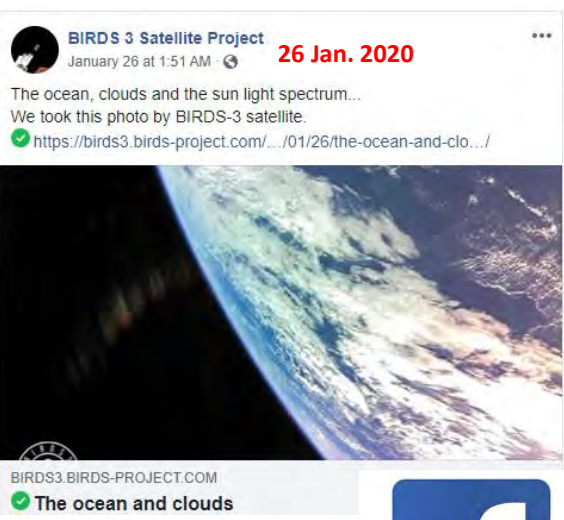 BIRDS 3 Satellite Project
January 26 at 1:51 AM ·
26 Jan. 2020
The ocean, clouds and the sun light spectrum...
We took this photo by BIRDS-3 satellite.
https://birds3.birds-project.com/.../01/26/the-ocean-and-clo.../
BIRDS
BIRDS3.BIRDS-PROJECT.COM
The ocean and clouds